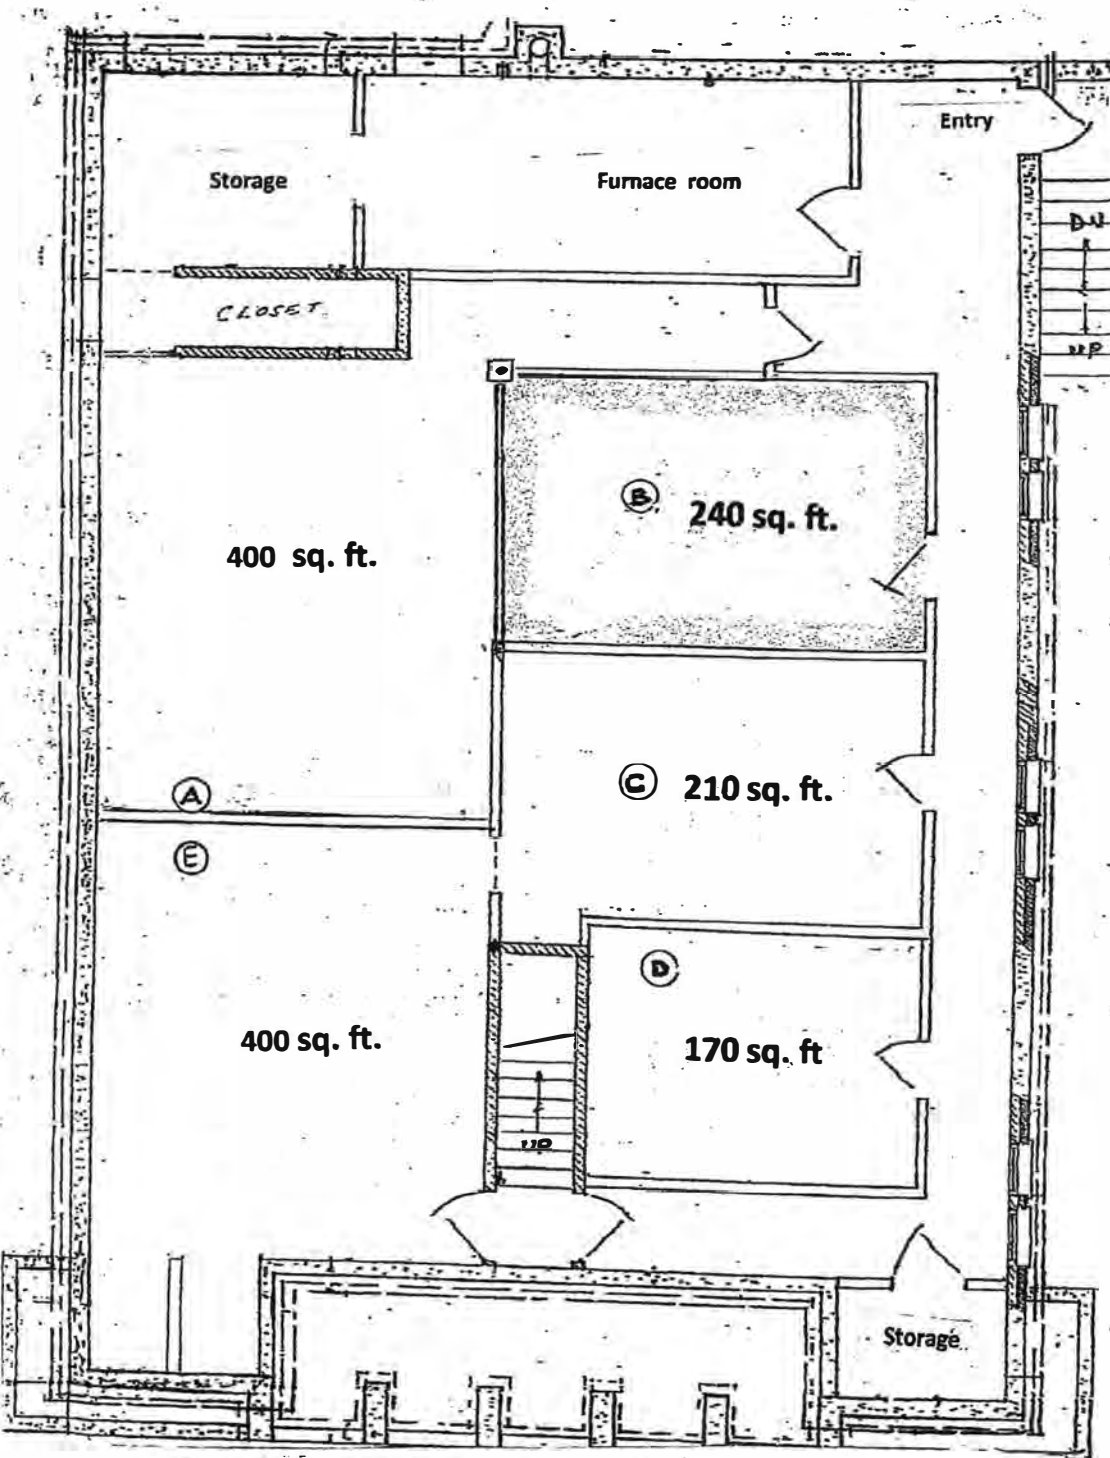 Entry
Storage
Furnace room
DN
CLOSET
UP
B 240 sq. ft.
400 sq. ft.
C 210 sq. ft.
A
E
D
400 sq. ft.
170 sq. ft
UP
Storage